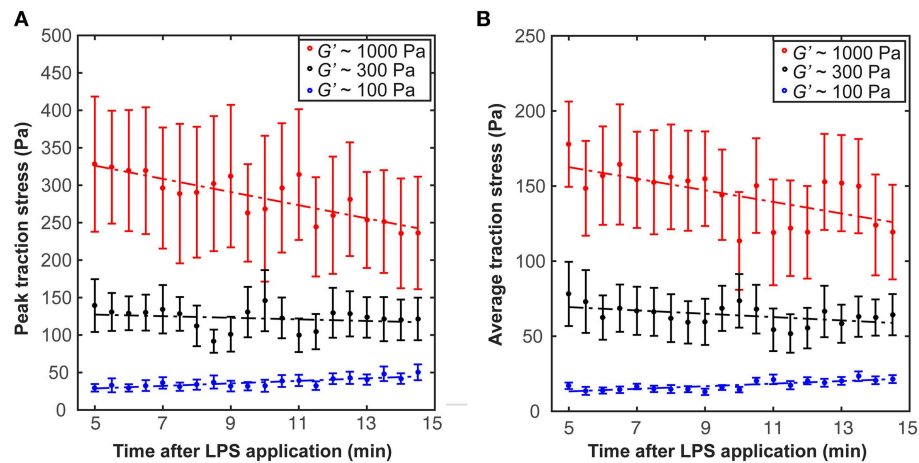 A
500
450
400
350
300
250
200
150
100
50
0
Peak traction stress (Pa)
G' ~ 1000 Pa
G' ~ 300 Pa
G' ~ 100 Pa
5 7 9 11 13 15
Time after LPS application (min)
B
250
200
150
100
50
0
Average traction stress (Pa)
G' ~ 1000 Pa
G' ~ 300 Pa
G' ~ 100 Pa
5 7 9 11 13 15
Time after LPS application (min)